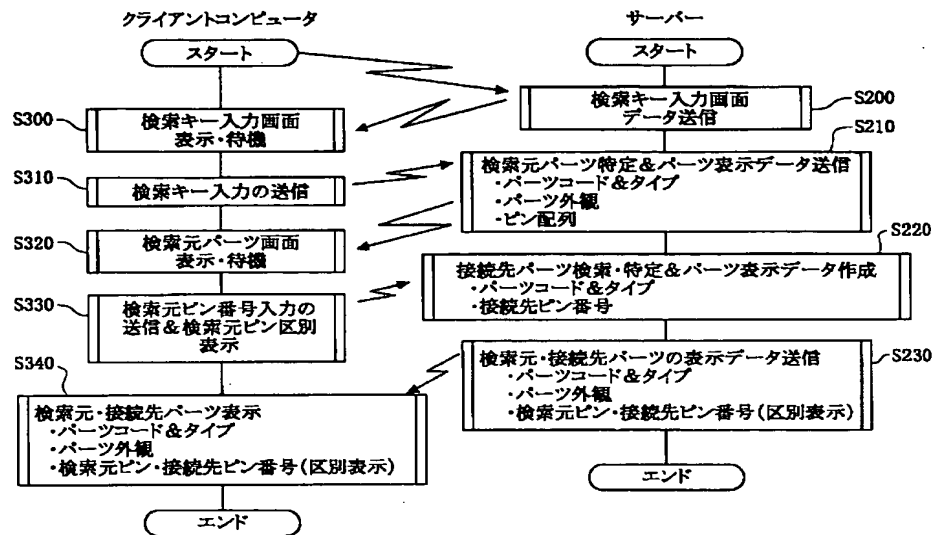 クライアントコンピュータ
スタート
S300
検索キー入力画面
表示・待機
S310
検索キー入力の送信
S320
検索元パーツ画面
表示・待機
S330
検索元ピン番号入力の
送信&検索元ピン区別
表示
S340
検索元・接続先パーツ表示
・パーツコード&タイプ
・パーツ外観
・検索元ピン・接続先ピン番号(区別表示)
エンド
サーバー
スタート
検索キー入力画面
データ送信
S200
S210
検索元パーツ特定&パーツ表示データ送信
・パーツコード&タイプ
・パーツ外観
・ピン配列
S220
接続先パーツ検索・特定&パーツ表示データ作成
・パーツコード&タイプ
・接続先ピン番号
S230
検索元・接続先パーツの表示データ送信
・パーツコード&タイプ
・パーツ外観
・検索元ピン・接続先ピン番号(区別表示)
エンド